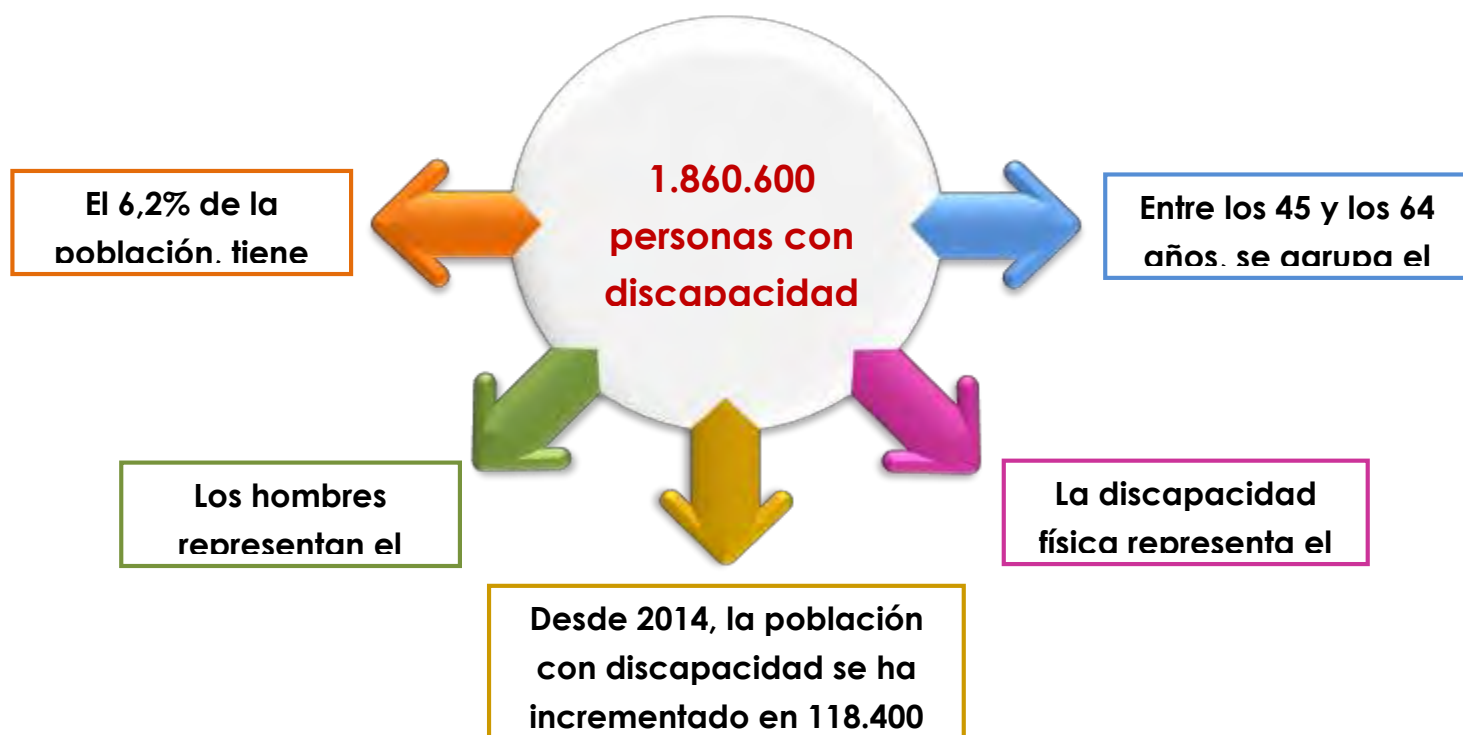 1.860.600
personas con
discapacidad
El 6,2% de la
población, tiene
Entre los 45 y los 64
años, se agrupa el
Los hombres
representan el
La discapacidad
física representa el
Desde 2014, la población
con discapacidad se ha
incrementado en 118.400